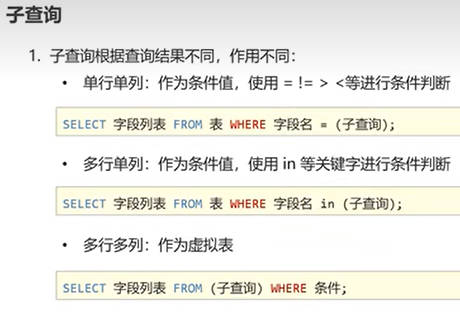 子查询
1. 子查询根据查询结果不同，作用不同：
• 单行单列：作为条件值，使用 = != > <等进行条件判断
SELECT 字段列表 FROM 表 WHERE 字段名 = (子查询);
• 多行单列：作为条件值，使用 in 等关键字进行条件判断
SELECT 字段列表 FROM 表 WHERE 字段名 in (子查询);
• 多行多列：作为虚拟表
SELECT 字段列表 FROM (子查询) WHERE 条件;